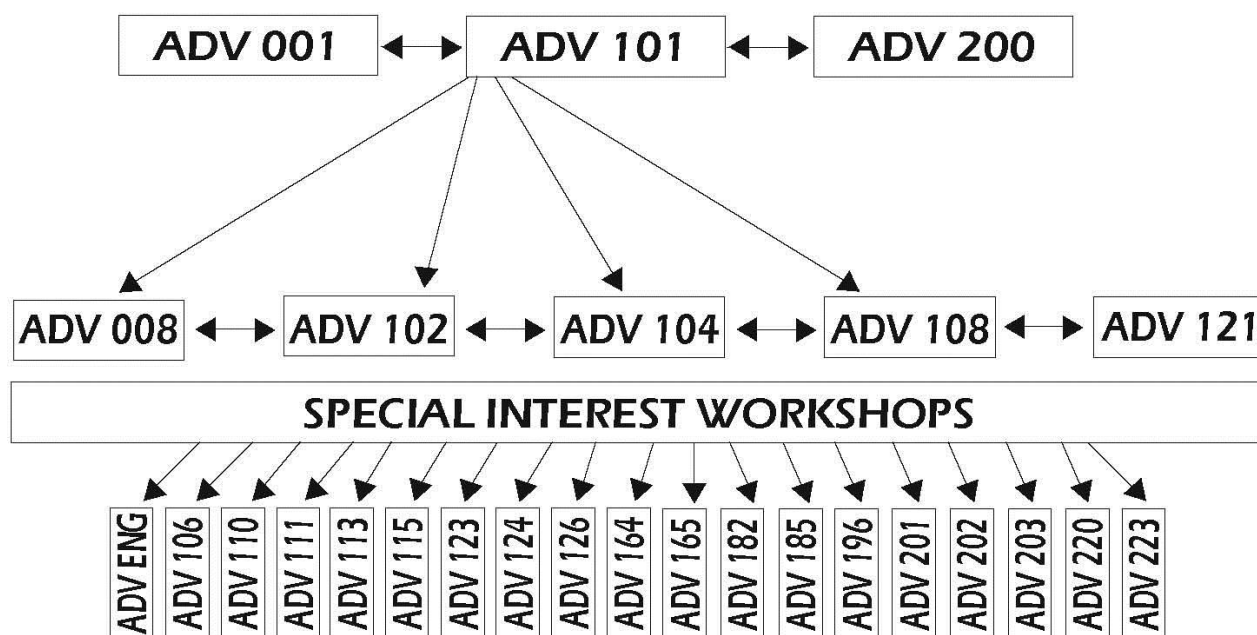 ADV 001 ADV 101 ADV 200
ADV 008 ADV 102 ADV 104 ADV 108 ADV 121
SPECIAL INTEREST WORKSHOPS
ADV ENG
ADV 106
ADV 110
ADV 111
ADV 113
ADV 115
ADV 123
ADV 124
ADV 126
ADV 164
ADV 165
ADV 182
ADV 185
ADV 196
ADV 201
ADV 202
ADV 203
ADV 220
ADV 223